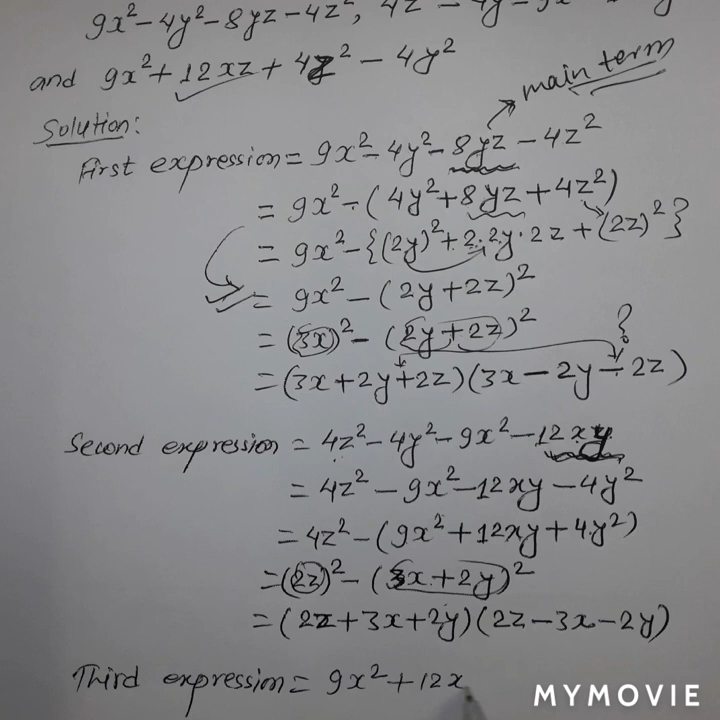 9x²-4y²-8yz-4z², 4z²-4y²-9x²
and 9x²+12xz+4z²-4y²
main term
Solution:
First expression = 9x²-4y²-8yz-4z²
= 9x²-(4y²+8yz+4z²)
= 9x²-{(2y)²+2.2y.2z+(2z)²}
= 9x²-(2y+2z)²
= (3x)²-(2y+2z)² ?
= (3x+2y+2z)(3x-2y-2z)
Second expression = 4z²-4y²-9x²-12xy
= 4z²-9x²-12xy-4y²
= 4z²-(9x²+12xy+4y²)
= (2z)²-(3x+2y)²
= (2z+3x+2y)(2z-3x-2y)
Third expression = 9x²+12x
MYMOVIE